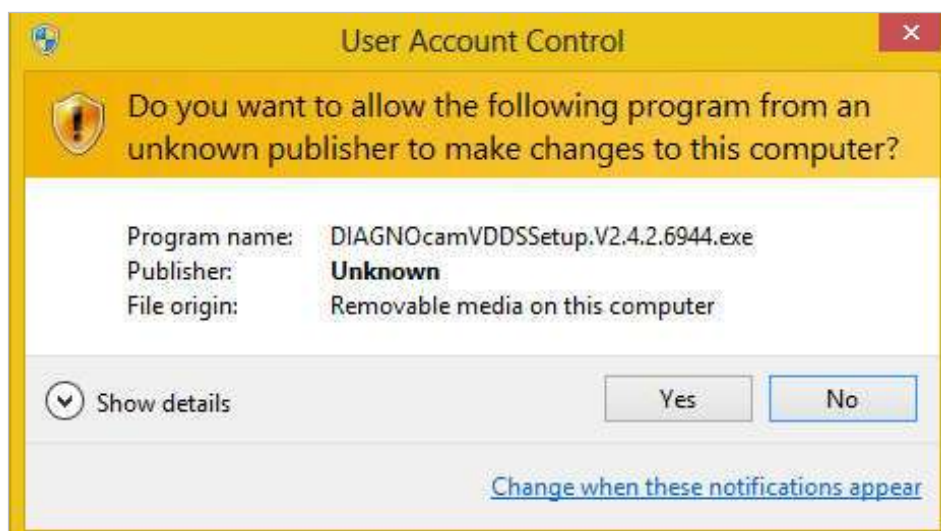 User Account Control
Do you want to allow the following program from an
unknown publisher to make changes to this computer?
Program name: DIAGNOcamVDDSSetup.V2.4.2.6944.exe
Publisher: Unknown
File origin: Removable media on this computer
Show details Yes No
Change when these notifications appear